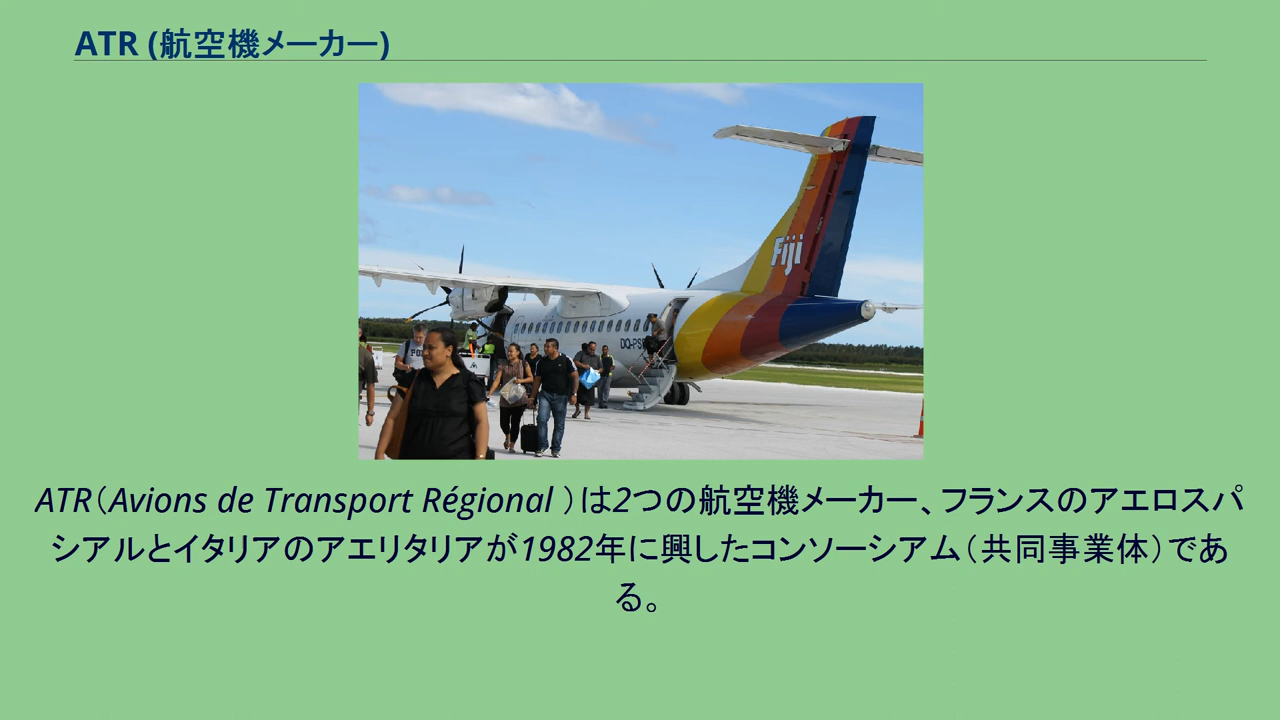 ATR (航空機メーカー)
Fiji
ATR（Avions de Transport Régional ）は2つの航空機メーカー、フランスのアエロスパ
シアルとイタリアのアエリタリアが1982年に興したコンソーシアム（共同事業体）であ
る。